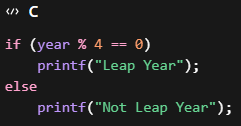 </> C
if (year % 4 == 0)
    printf("Leap Year");
else
    printf("Not Leap Year");